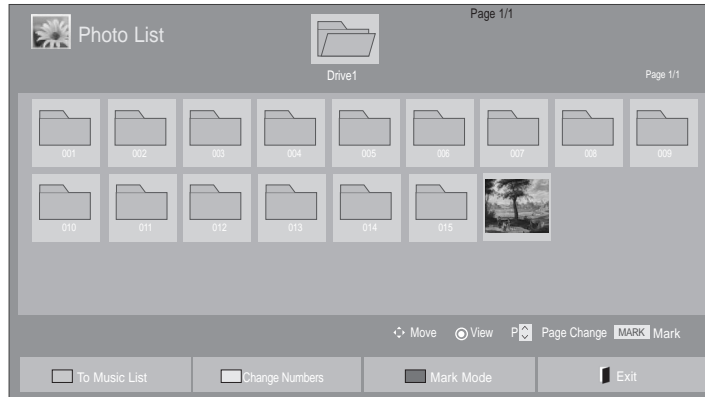 Page 1/1
Photo List
Drive1
Page 1/1
001 002 003 004 005 006 007 008 009
010 011 012 013 014 015
Move View P Page Change MARK Mark
To Music List Change Numbers Mark Mode Exit